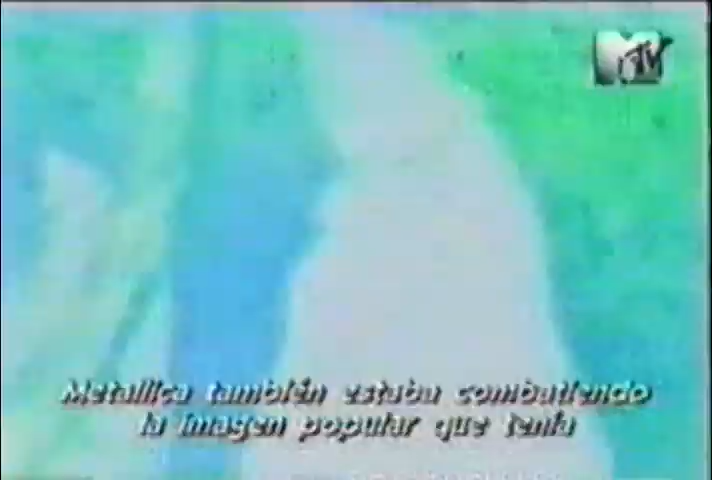 MTV
Metallica también estaba combatiendo
la imagen popular que tenía